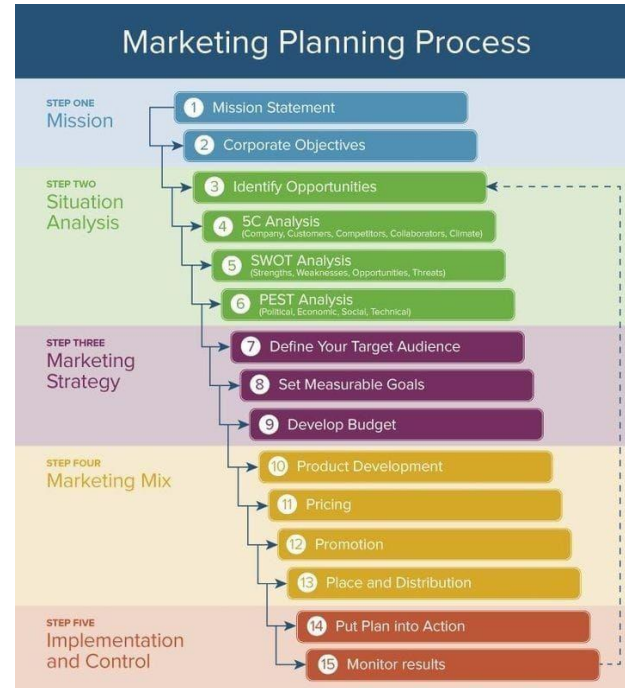 Marketing Planning Process
STEP ONE
Mission
1 Mission Statement
2 Corporate Objectives
STEP TWO
Situation
Analysis
3 Identify Opportunities
4 5C Analysis
(Company, Customers, Competitors, Collaborators, Climate)
5 SWOT Analysis
(Strengths, Weaknesses, Opportunities, Threats)
6 PEST Analysis
(Political, Economic, Social, Technical)
STEP THREE
Marketing
Strategy
7 Define Your Target Audience
8 Set Measurable Goals
9 Develop Budget
STEP FOUR
Marketing Mix
10 Product Development
11 Pricing
12 Promotion
13 Place and Distribution
STEP FIVE
Implementation
and Control
14 Put Plan into Action
15 Monitor results